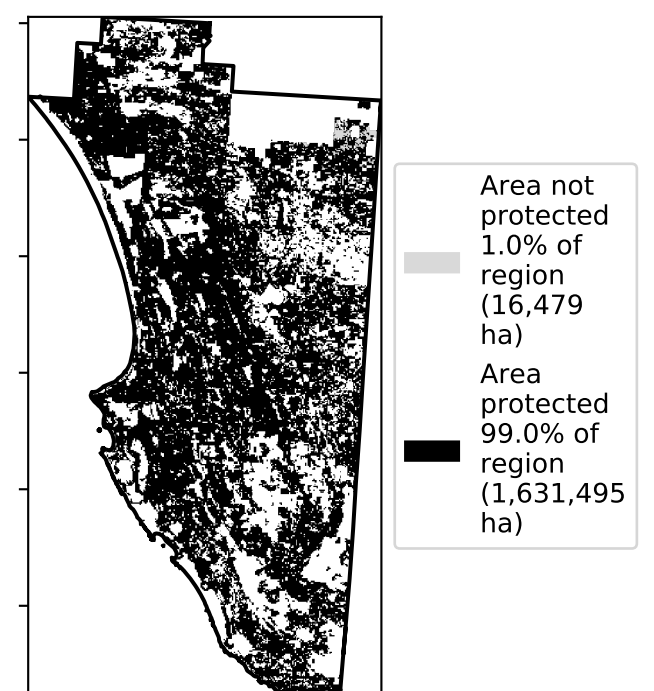 Area not
protected
1.0% of
region
(16,479
ha)
Area
protected
99.0% of
region
(1,631,495
ha)